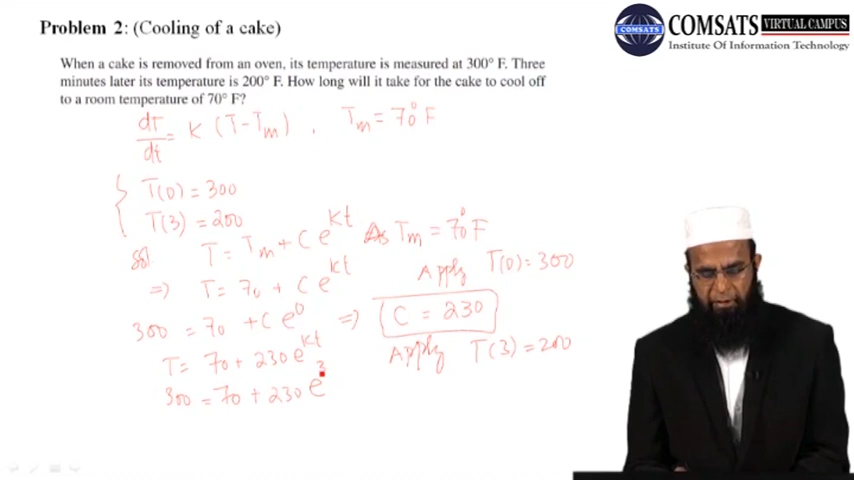 Problem 2: (Cooling of a cake)
COMSATS VIRTUAL CAMPUS
Institute Of Information Technology
When a cake is removed from an oven, its temperature is measured at 300° F. Three
minutes later its temperature is 200° F. How long will it take for the cake to cool off
to a room temperature of 70° F?
dT/dt = K (T - Tm) , Tm = 70° F
T(0) = 300
T(3) = 200
Sol T = Tm + C e^kt As Tm = 70° F
⇒ T = 70 + C e^kt Apply T(0) = 300
300 = 70 + C e^0 ⇒ C = 230
T = 70 + 230 e^kt Apply T(3) = 200
300 = 70 + 230 e^3